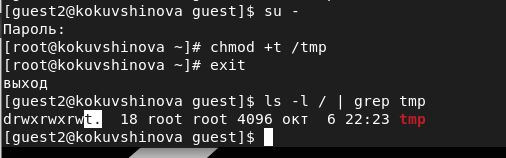 [guest2@kokuvshinova guest]$ su -
Пароль:
[root@kokuvshinova ~]# chmod +t /tmp
[root@kokuvshinova ~]# exit
выход
[guest2@kokuvshinova guest]$ ls -l / | grep tmp
drwxrwxrwt.  18 root root 4096 окт  6 22:23 tmp
[guest2@kokuvshinova guest]$